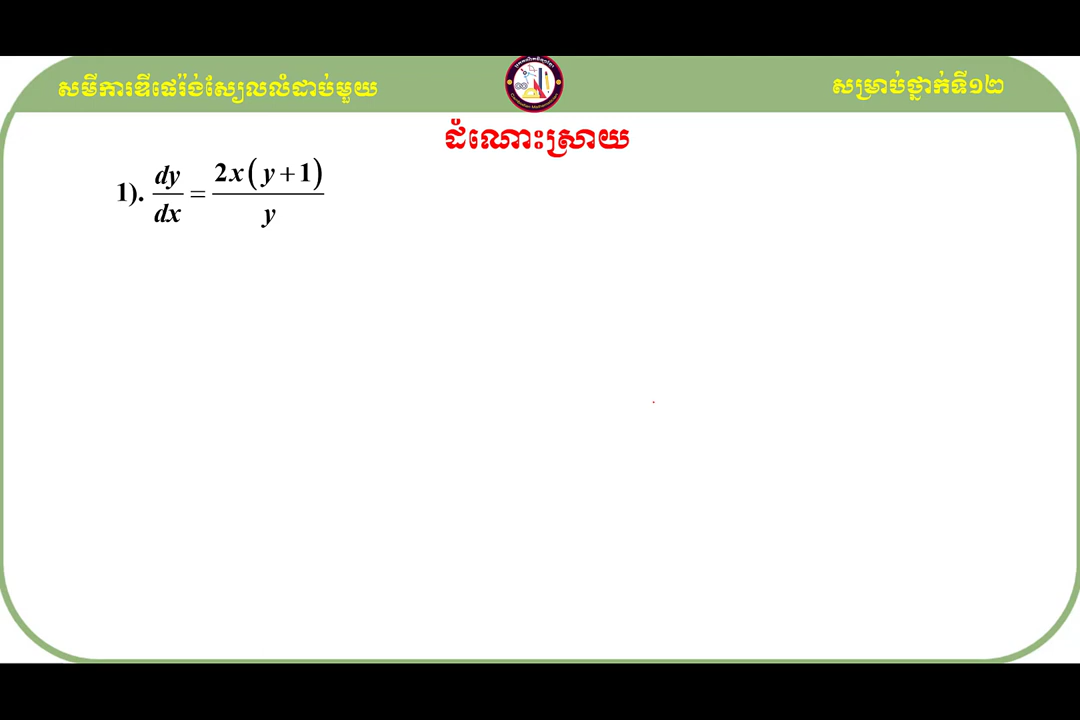 សមីការឌីផេរ៉ង់ស្យែលលំដាប់មួយ
សម្រាប់ថ្នាក់ទី១២
ដំណោះស្រាយ
1). dy/dx = 2x(y+1)/y